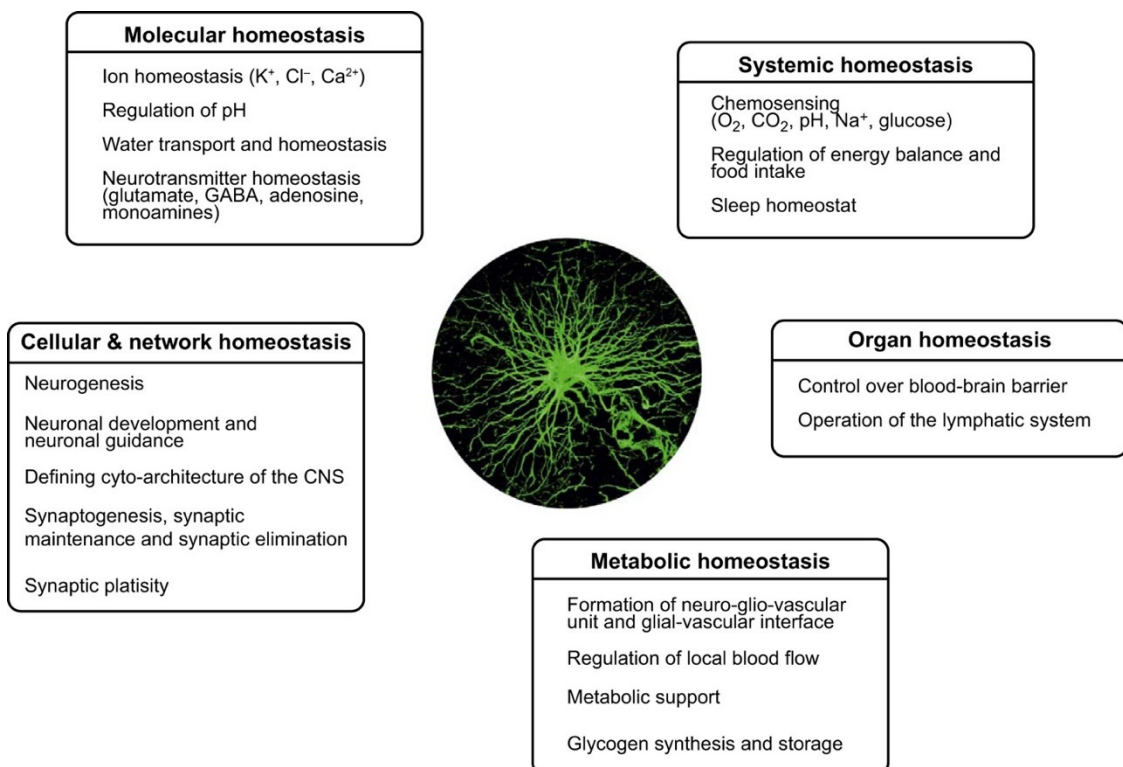 Molecular homeostasis
Ion homeostasis (K⁺, Cl⁻, Ca²⁺)
Regulation of pH
Water transport and homeostasis
Neurotransmitter homeostasis
(glutamate, GABA, adenosine,
monoamines)
Systemic homeostasis
Chemosensing
(O₂, CO₂, pH, Na⁺, glucose)
Regulation of energy balance and
food intake
Sleep homeostat
Cellular & network homeostasis
Neurogenesis
Neuronal development and
neuronal guidance
Defining cyto-architecture of the CNS
Synaptogenesis, synaptic
maintenance and synaptic elimination
Synaptic platisity
Organ homeostasis
Control over blood-brain barrier
Operation of the lymphatic system
Metabolic homeostasis
Formation of neuro-glio-vascular
unit and glial-vascular interface
Regulation of local blood flow
Metabolic support
Glycogen synthesis and storage